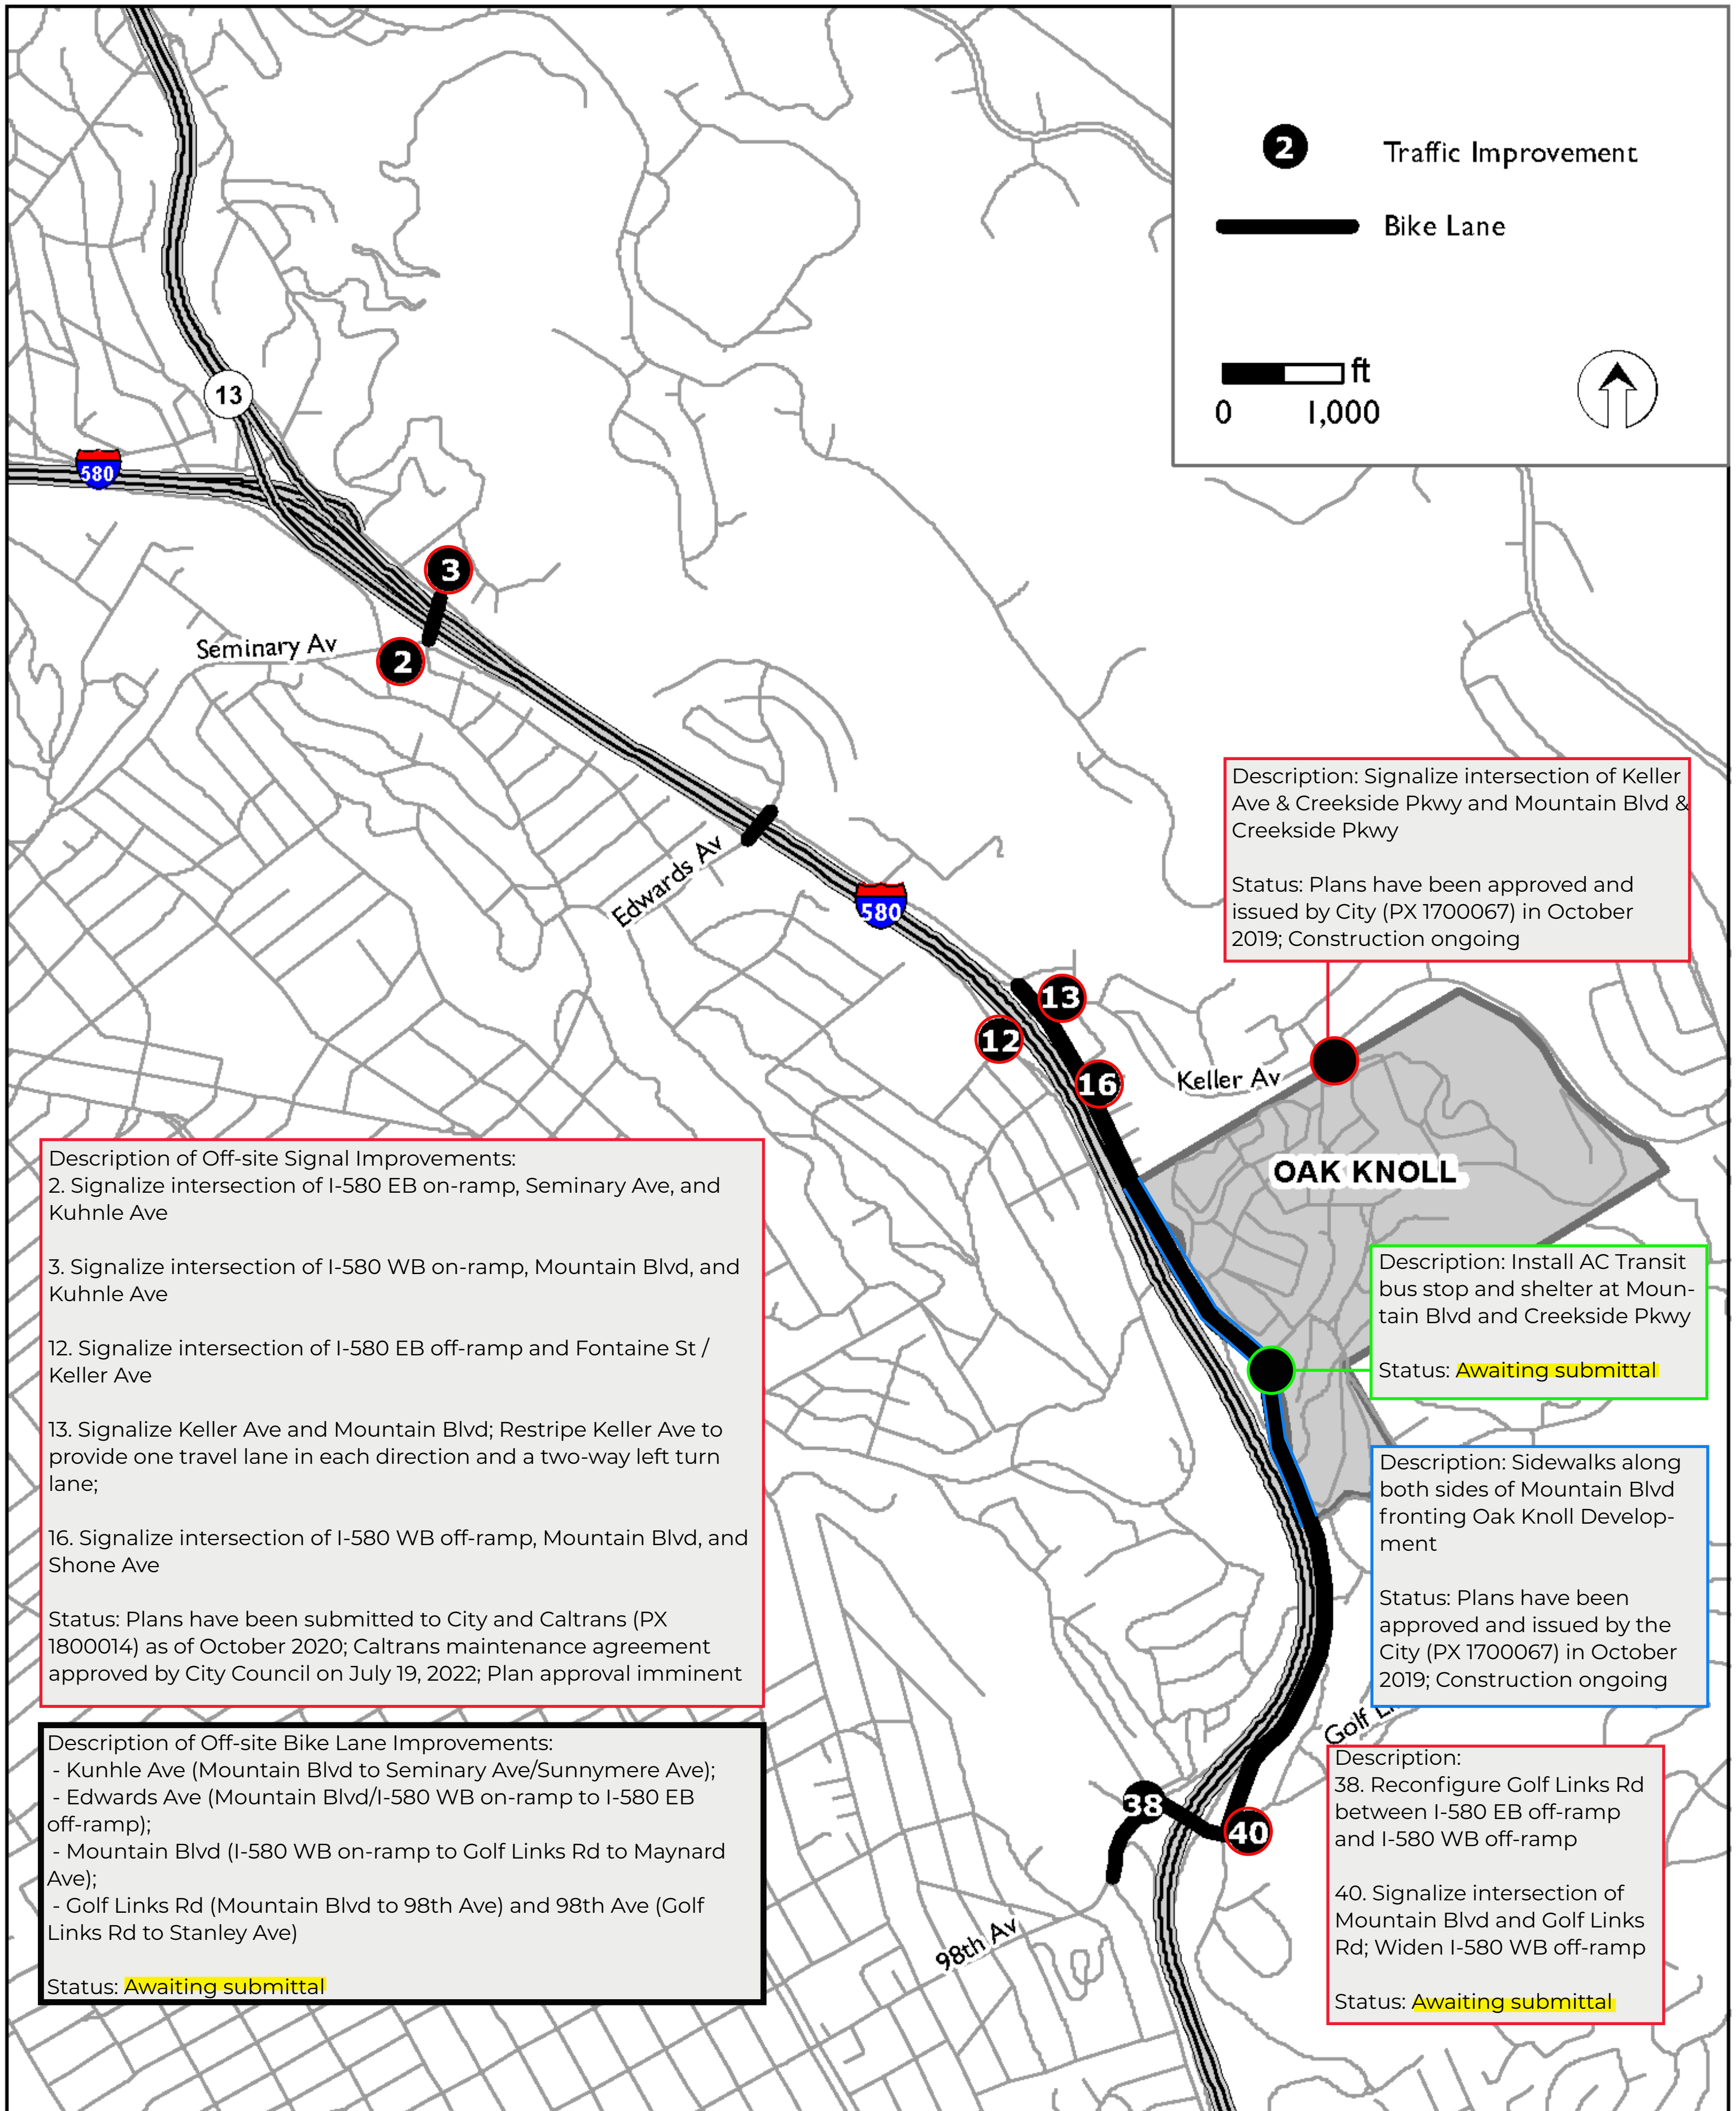 2 Traffic Improvement
Bike Lane
ft
0 1,000
13
580
3
Seminary Av
2
Edwards Av
580
Description: Signalize intersection of Keller
Ave & Creekside Pkwy and Mountain Blvd &
Creekside Pkwy
Status: Plans have been approved and
issued by City (PX 1700067) in October
2019; Construction ongoing
13
12
16
Keller Av
OAK KNOLL
Description of Off-site Signal Improvements:
2. Signalize intersection of I-580 EB on-ramp, Seminary Ave, and
Kuhnle Ave
3. Signalize intersection of I-580 WB on-ramp, Mountain Blvd, and
Kuhnle Ave
12. Signalize intersection of I-580 EB off-ramp and Fontaine St /
Keller Ave
13. Signalize Keller Ave and Mountain Blvd; Restripe Keller Ave to
provide one travel lane in each direction and a two-way left turn
lane;
16. Signalize intersection of I-580 WB off-ramp, Mountain Blvd, and
Shone Ave
Status: Plans have been submitted to City and Caltrans (PX
1800014) as of October 2020; Caltrans maintenance agreement
approved by City Council on July 19, 2022; Plan approval imminent
Description: Install AC Transit
bus stop and shelter at Moun-
tain Blvd and Creekside Pkwy
Status: Awaiting submittal
Description: Sidewalks along
both sides of Mountain Blvd
fronting Oak Knoll Develop-
ment
Status: Plans have been
approved and issued by the
City (PX 1700067) in October
2019; Construction ongoing
Description of Off-site Bike Lane Improvements:
- Kunhle Ave (Mountain Blvd to Seminary Ave/Sunnymere Ave);
- Edwards Ave (Mountain Blvd/I-580 WB on-ramp to I-580 EB
off-ramp);
- Mountain Blvd (I-580 WB on-ramp to Golf Links Rd to Maynard
Ave);
- Golf Links Rd (Mountain Blvd to 98th Ave) and 98th Ave (Golf
Links Rd to Stanley Ave)
Status: Awaiting submittal
Golf
38
40
98th Av
Description:
38. Reconfigure Golf Links Rd
between I-580 EB off-ramp
and I-580 WB off-ramp
40. Signalize intersection of
Mountain Blvd and Golf Links
Rd; Widen I-580 WB off-ramp
Status: Awaiting submittal